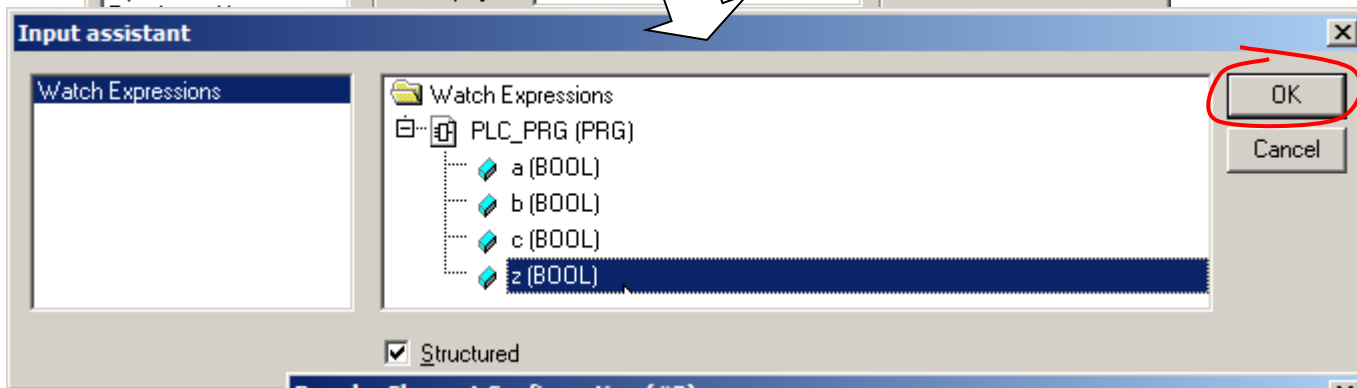 Input assistant
Watch Expressions
Watch Expressions
PLC_PRG (PRG)
a (BOOL)
b (BOOL)
c (BOOL)
z (BOOL)
OK
Cancel
Structured